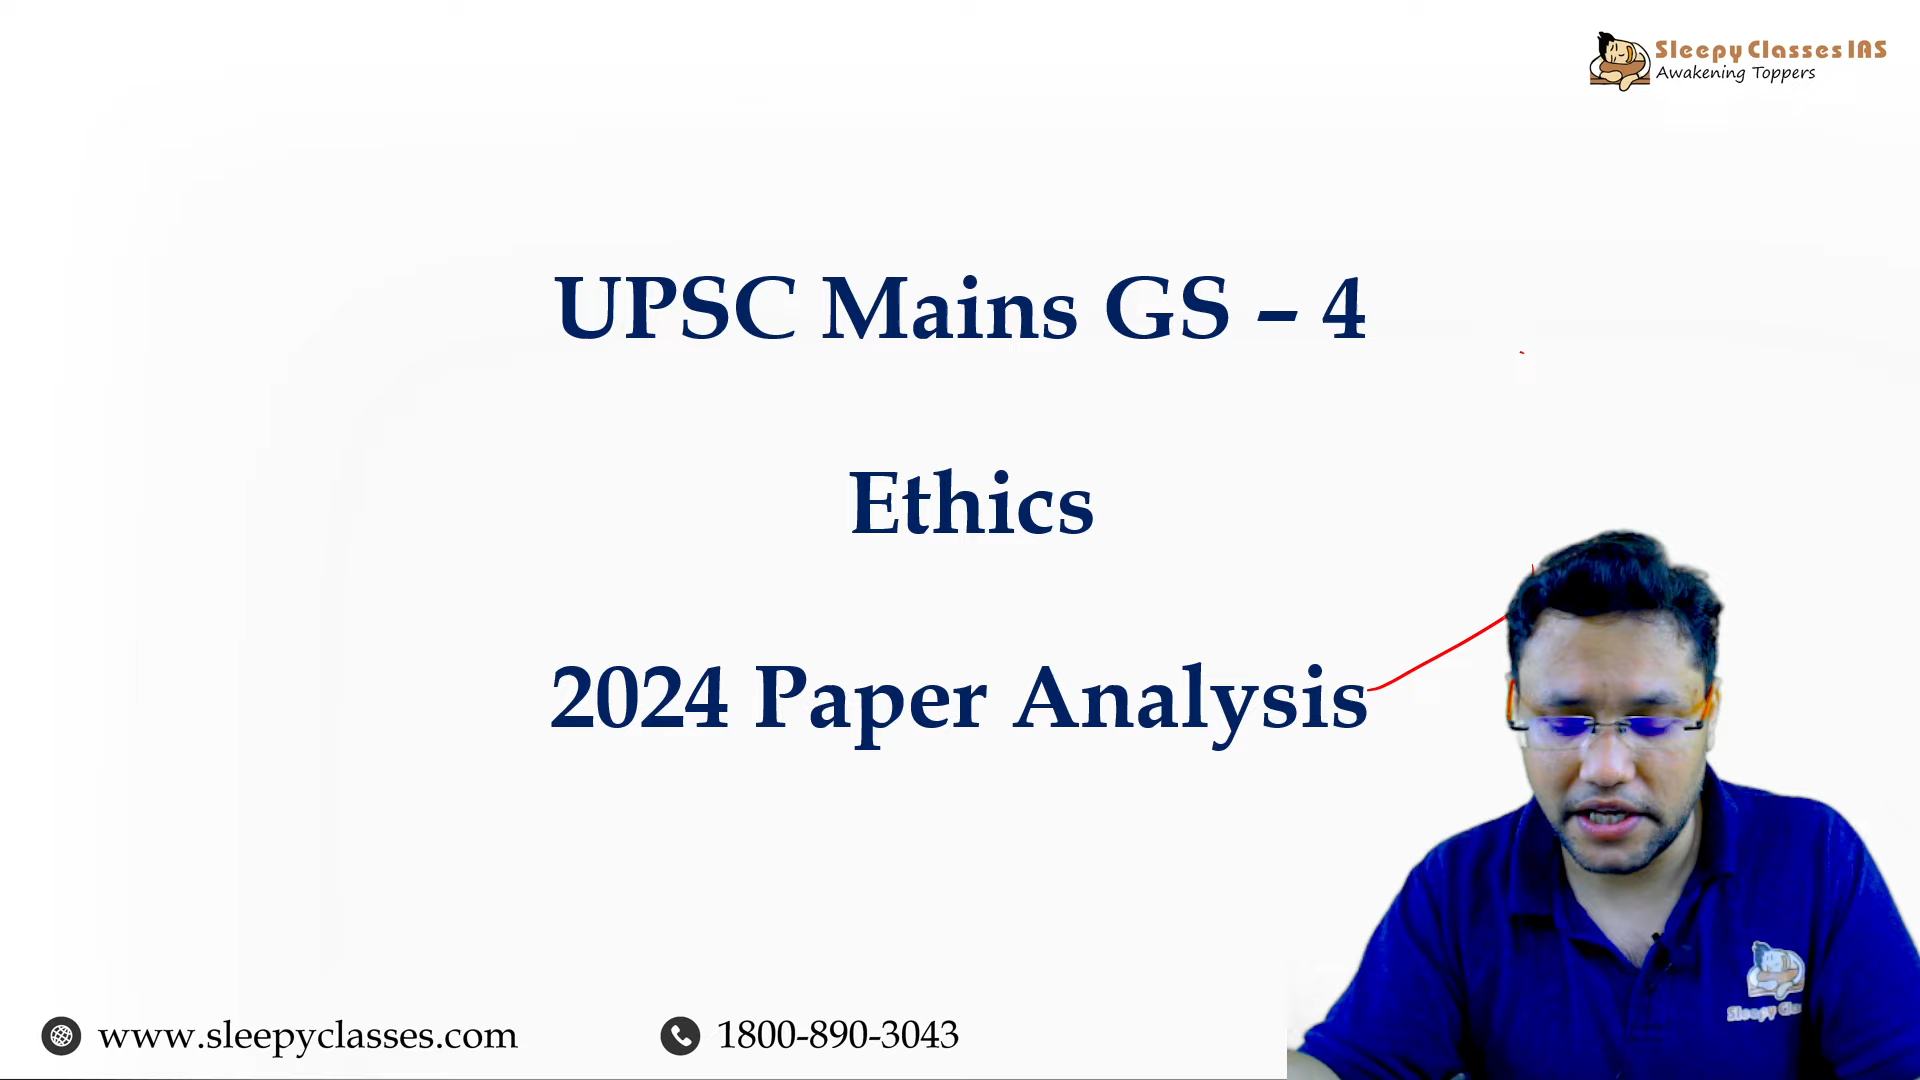 Sleepy Classes IAS
Awakening Toppers
UPSC Mains GS – 4
Ethics
2024 Paper Analysis
Sleepy
www.sleepyclasses.com
1800-890-3043